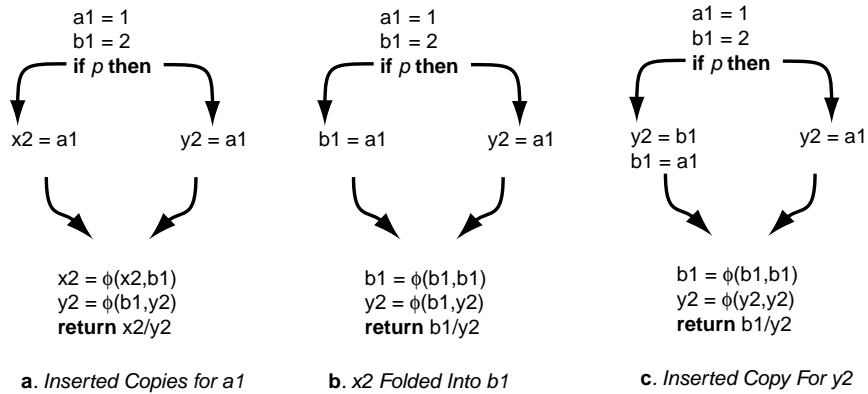 a1 = 1
b1 = 2
if p then
x2 = a1
y2 = a1
x2 = ϕ(x2,b1)
y2 = ϕ(b1,y2)
return x2/y2
a. Inserted Copies for a1
a1 = 1
b1 = 2
if p then
b1 = a1
y2 = a1
b1 = ϕ(b1,b1)
y2 = ϕ(b1,y2)
return b1/y2
b. x2 Folded Into b1
a1 = 1
b1 = 2
if p then
y2 = b1
b1 = a1
y2 = a1
b1 = ϕ(b1,b1)
y2 = ϕ(y2,y2)
return b1/y2
c. Inserted Copy For y2